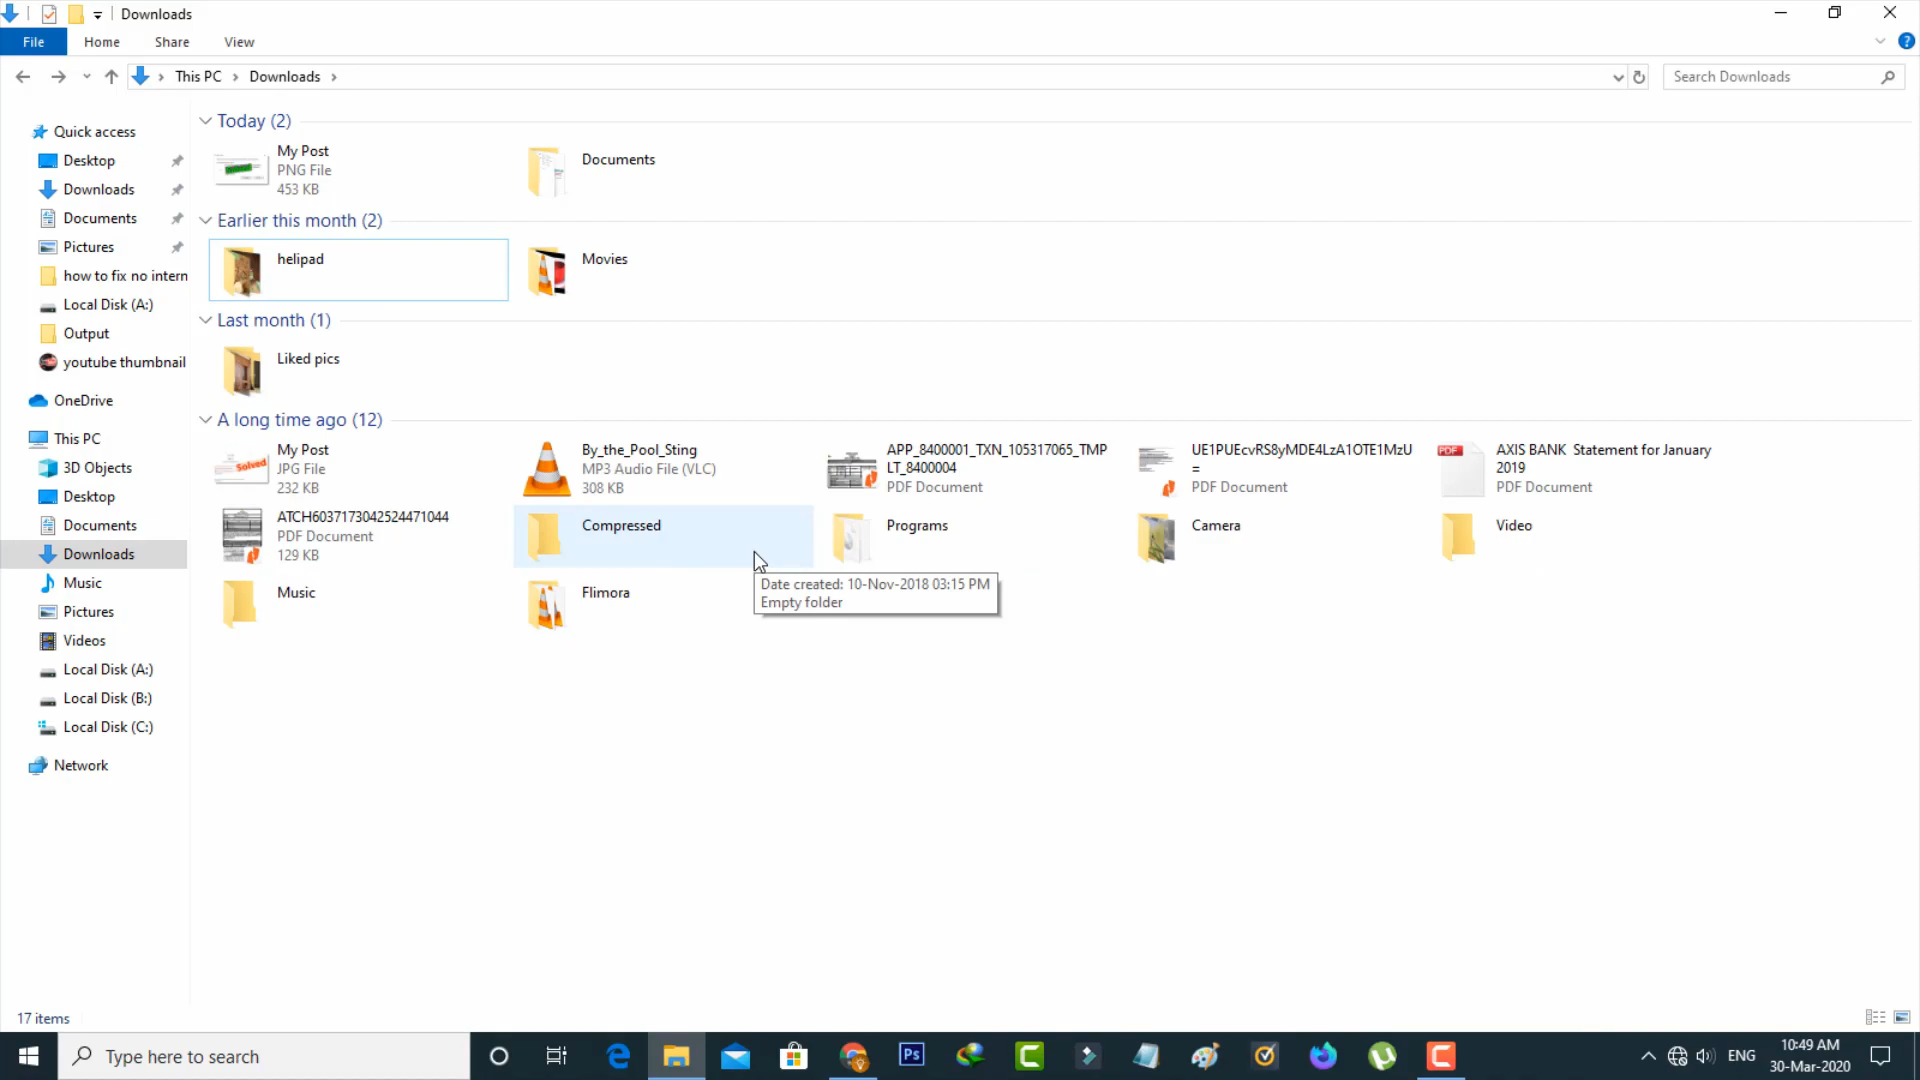 Downloads
File
Home
Share
View
This PC
Downloads
Search Downloads
Quick access
Desktop
Downloads
Documents
Pictures
how to fix no intern
Local Disk (A:)
Output
youtube thumbnail
OneDrive
This PC
3D Objects
Desktop
Documents
Downloads
Music
Pictures
Videos
Local Disk (A:)
Local Disk (B:)
Local Disk (C:)
Network
Today (2)
My Post
PNG File
453 KB
Documents
Earlier this month (2)
helipad
Movies
Last month (1)
Liked pics
A long time ago (12)
Solved
My Post
JPG File
232 KB
By_the_Pool_Sting
MP3 Audio File (VLC)
308 KB
APP_8400001_TXN_105317065_TMP
LT_8400004
PDF Document
UE1PUEcvRS8yMDE4LzA1OTE1MzU
=
PDF Document
PDF
AXIS BANK  Statement for January
2019
PDF Document
ATCH6037173042524471044
PDF Document
129 KB
Compressed
Programs
Camera
Video
Music
Flimora
Date created: 10-Nov-2018 03:15 PM
Empty folder
17 items
Type here to search
Ps
ENG
10:49 AM
30-Mar-2020